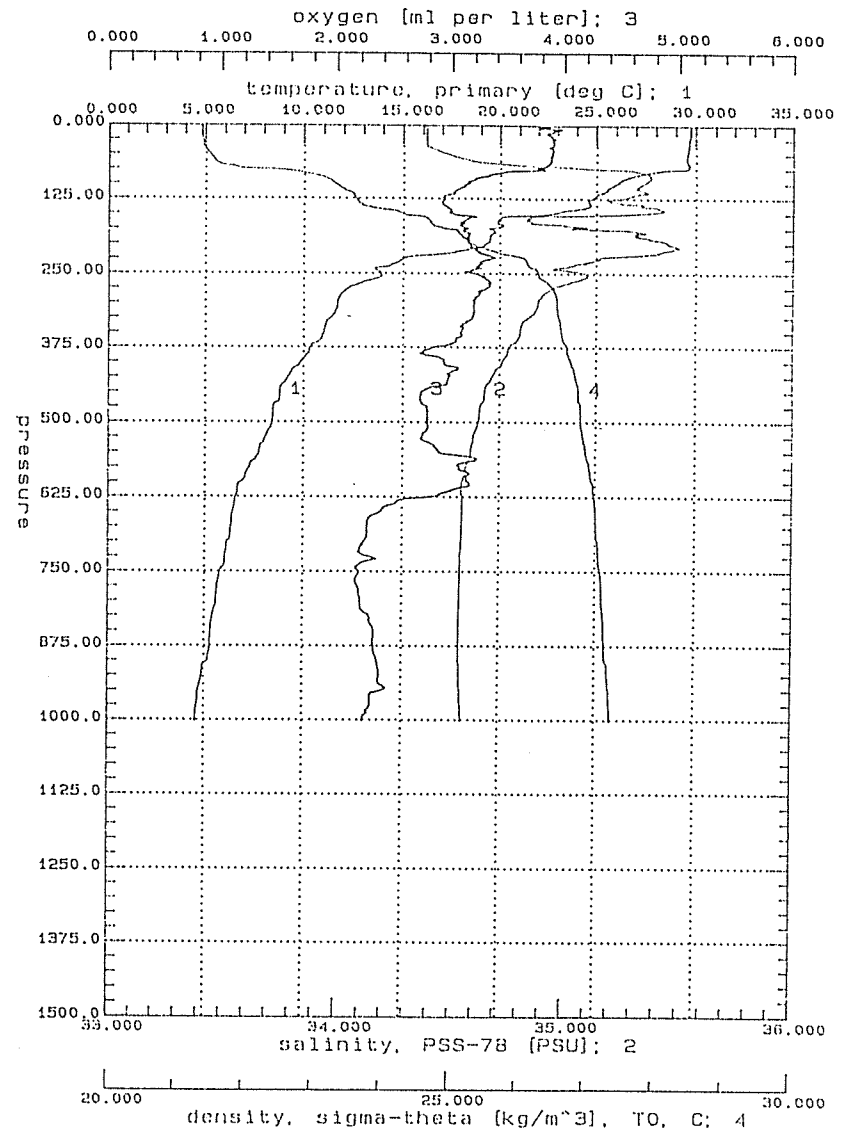 oxygen [ml per liter]; 3
0.000 1.000 2.000 3.000 4.000 5.000 6.000
temperature, primary [deg C]; 1
0.000 5.000 10.000 15.000 20.000 25.000 30.000 35.000
0.000
125.00
250.00
375.00
1 3 2 4
500.00
pressure
625.00
750.00
875.00
1000.0
1125.0
1250.0
1375.0
1500.0
33.000 34.000 35.000 36.000
salinity, PSS-78 [PSU]; 2
20.000 25.000 30.000
density, sigma-theta [kg/m^3], T0, C; 4